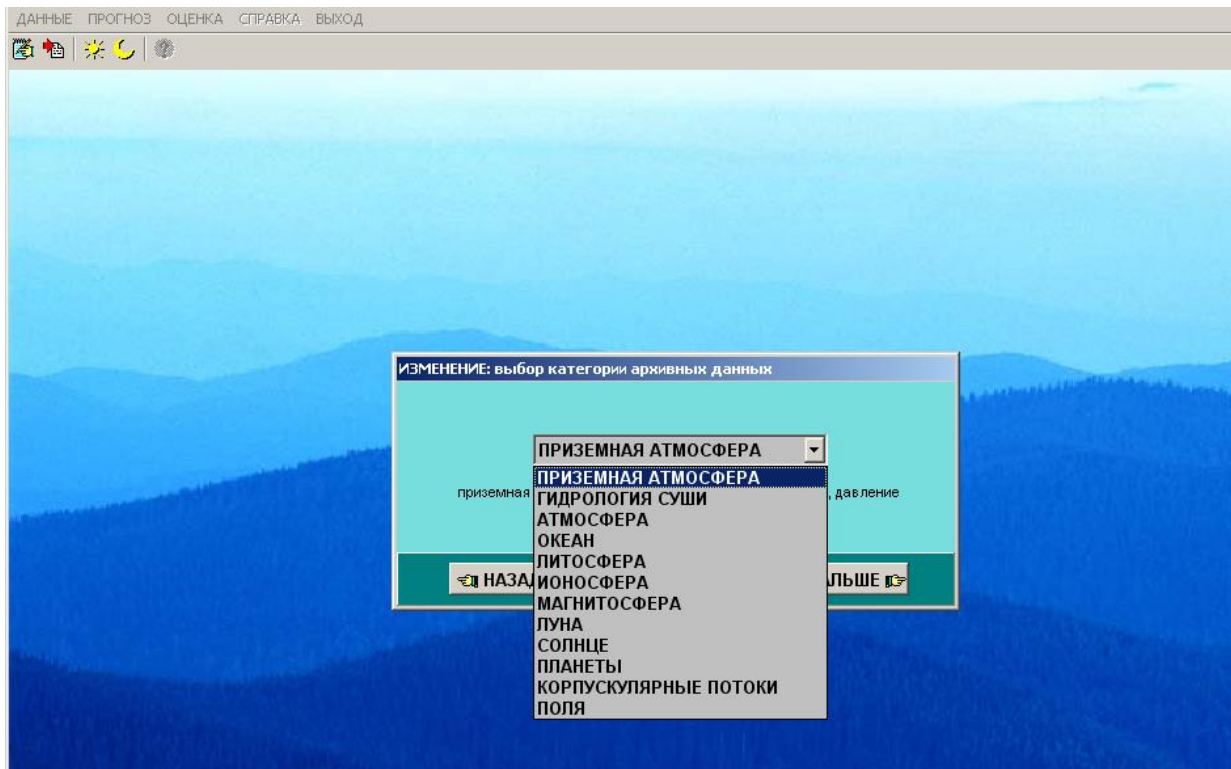 ДАННЫЕ ПРОГНОЗ ОЦЕНКА СПРАВКА ВЫХОД
ИЗМЕНЕНИЕ: выбор категории архивных данных
ПРИЗЕМНАЯ АТМОСФЕРА
ПРИЗЕМНАЯ АТМОСФЕРА
приземная , давление
ГИДРОЛОГИЯ СУШИ
АТМОСФЕРА
ОКЕАН
ЛИТОСФЕРА
НАЗАД ЛЬШЕ
ИОНОСФЕРА
МАГНИТОСФЕРА
ЛУНА
СОЛНЦЕ
ПЛАНЕТЫ
КОРПУСКУЛЯРНЫЕ ПОТОКИ
ПОЛЯ